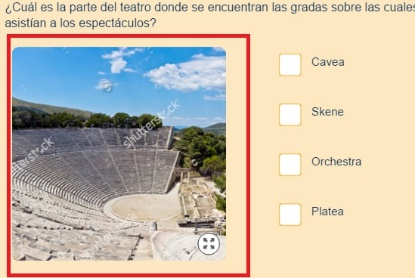 ¿Cuál es la parte del teatro donde se encuentran las gradas sobre las cuales
asistían a los espectáculos?
Cavea
Skene
Orchestra
Platea
shutterstock